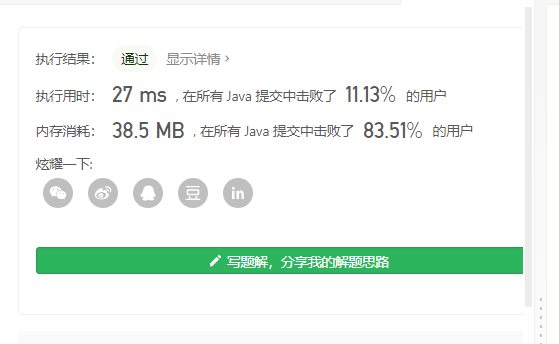 执行结果： 通过 显示详情 >
执行用时： 27 ms , 在所有 Java 提交中击败了 11.13% 的用户
内存消耗： 38.5 MB , 在所有 Java 提交中击败了 83.51% 的用户
炫耀一下:
豆 in
写题解，分享我的解题思路